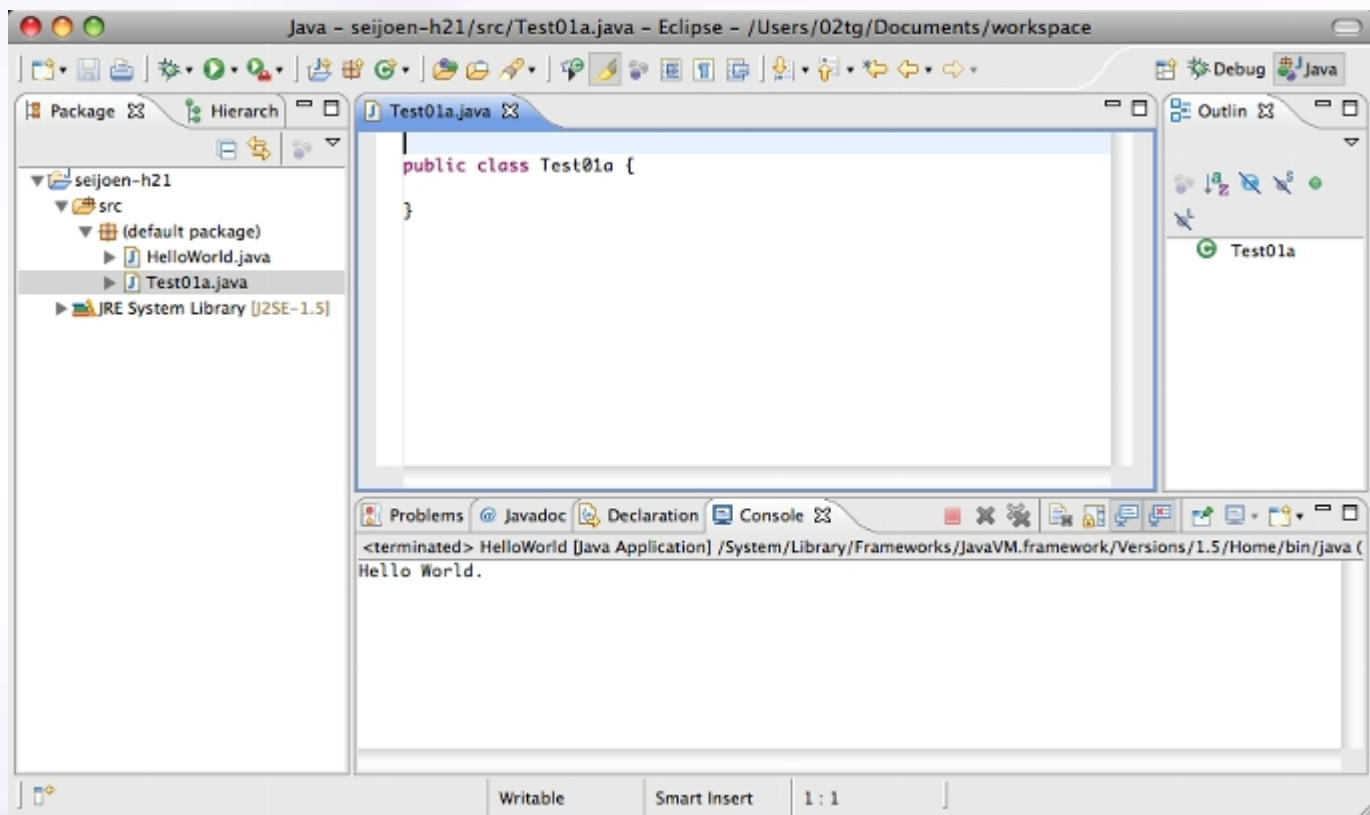 Java – seijoen-h21/src/Test01a.java – Eclipse – /Users/02tg/Documents/workspace
Debug Java
Package Hierarch
seijoen-h21
src
(default package)
HelloWorld.java
Test01a.java
JRE System Library [J2SE-1.5]
Test01a.java
public class Test01a {
}
Outlin
Test01a
Problems @ Javadoc Declaration Console
<terminated> HelloWorld [Java Application] /System/Library/Frameworks/JavaVM.framework/Versions/1.5/Home/bin/java (
Hello World.
Writable Smart Insert 1 : 1